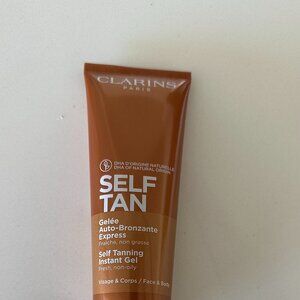 CLARINS
PARIS
DHA D'ORIGINE NATURELLE
DHA OF NATURAL ORIGIN
SELF
TAN
Gelée
Auto-Bronzante
Express
Fraîche, non grasse
Self Tanning
Instant Gel
Fresh, non-oily
Visage & Corps / Face & Body